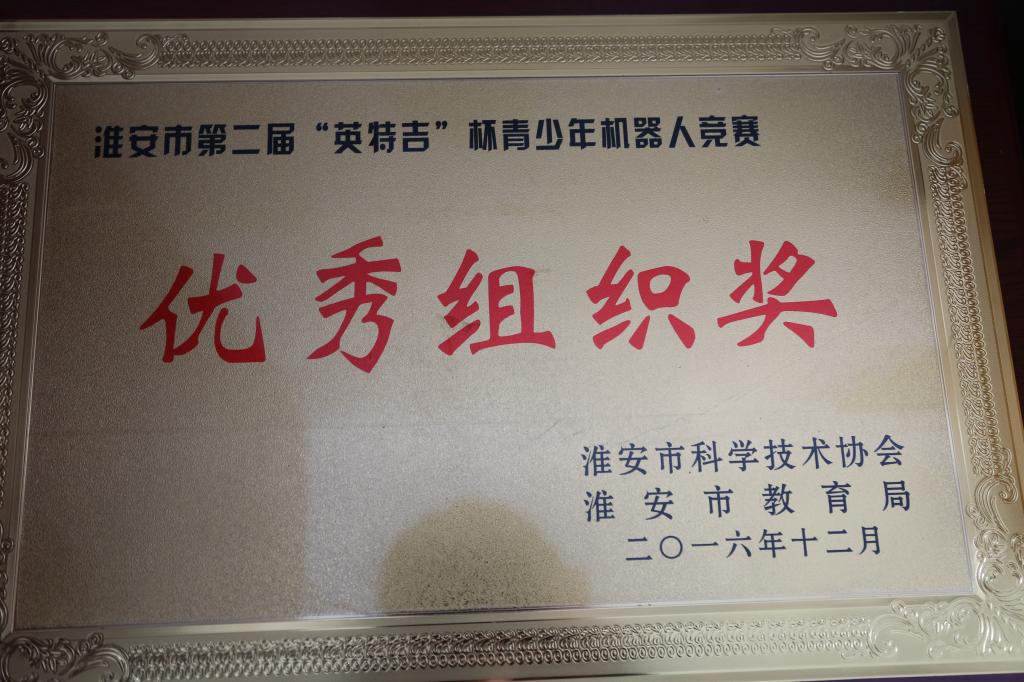 淮安市第二届“英特吉”杯青少年机器人竞赛
优秀组织奖
淮安市科学技术协会
淮安市教育局
二〇一六年十二月